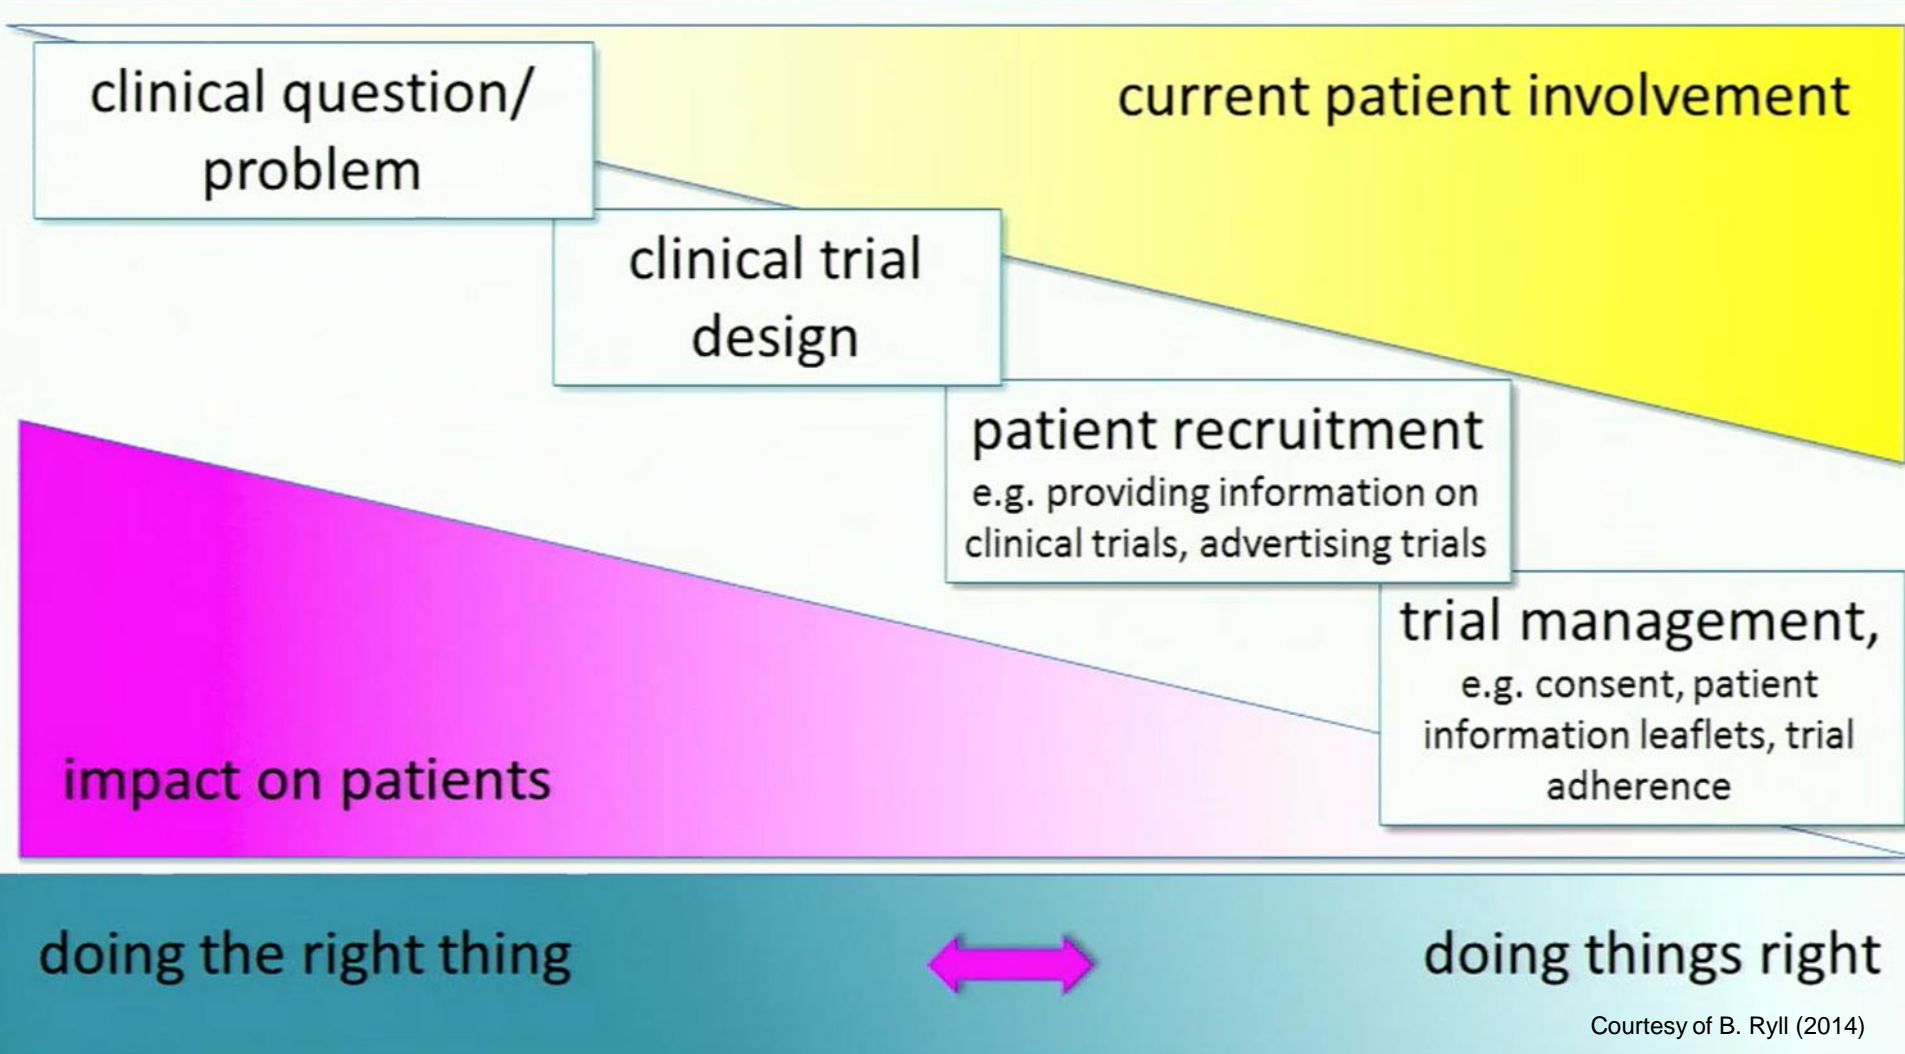 clinical question/
problem
current patient involvement
clinical trial
design
patient recruitment
e.g. providing information on
clinical trials, advertising trials
trial management,
e.g. consent, patient
information leaflets, trial
adherence
impact on patients
doing the right thing
doing things right
Courtesy of B. Ryll (2014)